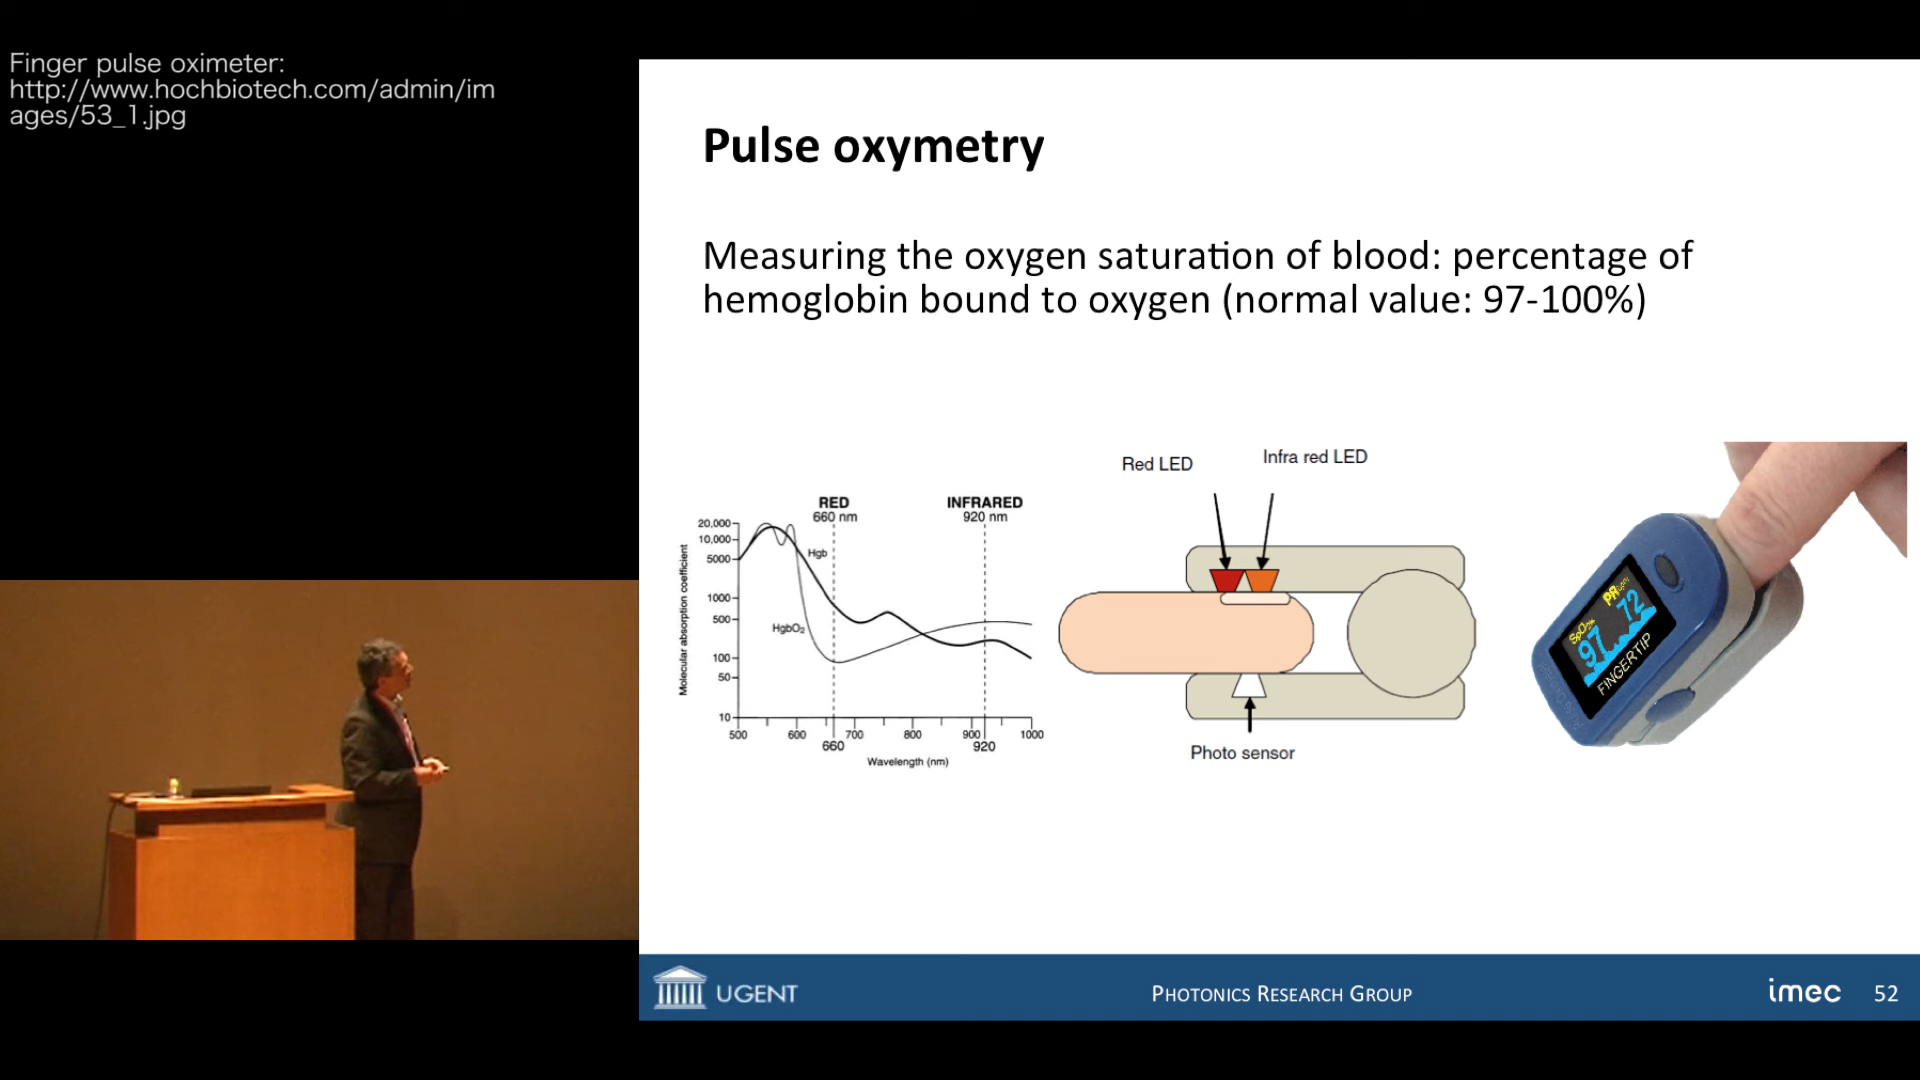 Finger pulse oximeter:
http://www.hochbiotech.com/admin/im
ages/53_1.jpg
Pulse oxymetry
Measuring the oxygen saturation of blood: percentage of
hemoglobin bound to oxygen (normal value: 97-100%)
RED
660 nm
INFRARED
920 nm
Molecular absorption coefficient
20,000
10,000
5000
1000
500
100
50
10
Hgb
HgbO2
500 600 700 800 900 1000
660 920
Wavelength (nm)
Red LED
Infra red LED
Photo sensor
SpO2%
97
PR
72
FINGERTIP
UGENT
PHOTONICS RESEARCH GROUP
imec
52